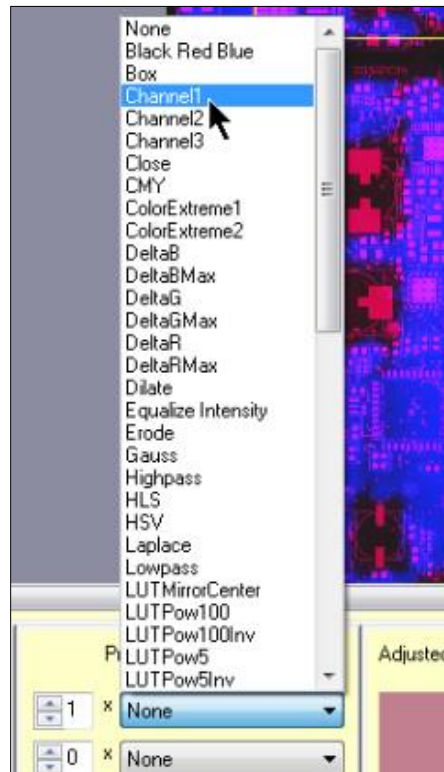 None
Black Red Blue
Box
Channel1
Channel2
Channel3
Close
CMY
ColorExtreme1
ColorExtreme2
DeltaB
DeltaBMax
DeltaG
DeltaGMax
DeltaR
DeltaRMax
Dilate
Equalize Intensity
Erode
Gauss
Highpass
HLS
HSV
Laplace
Lowpass
LUTMirrorCenter
LUTPow100
LUTPow100Inv
LUTPow5
LUTPow5Inv
Adjusted
1 x None
0 x None